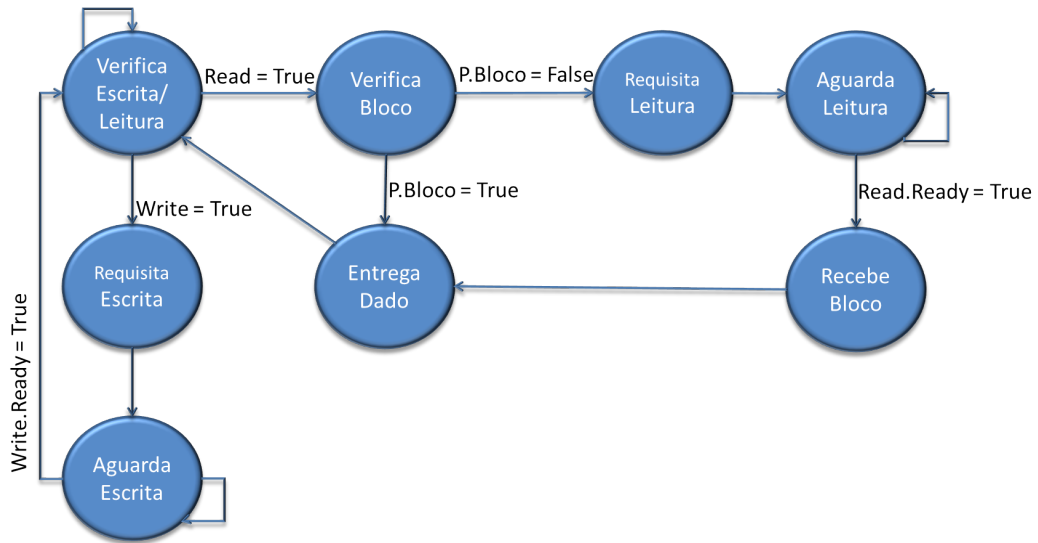 Verifica
Escrita/
Leitura
Read = True
Verifica
Bloco
P.Bloco = False
Requisita
Leitura
Aguarda
Leitura
Write = True
P.Bloco = True
Read.Ready = True
Requisita
Escrita
Entrega
Dado
Recebe
Bloco
Write.Ready = True
Aguarda
Escrita